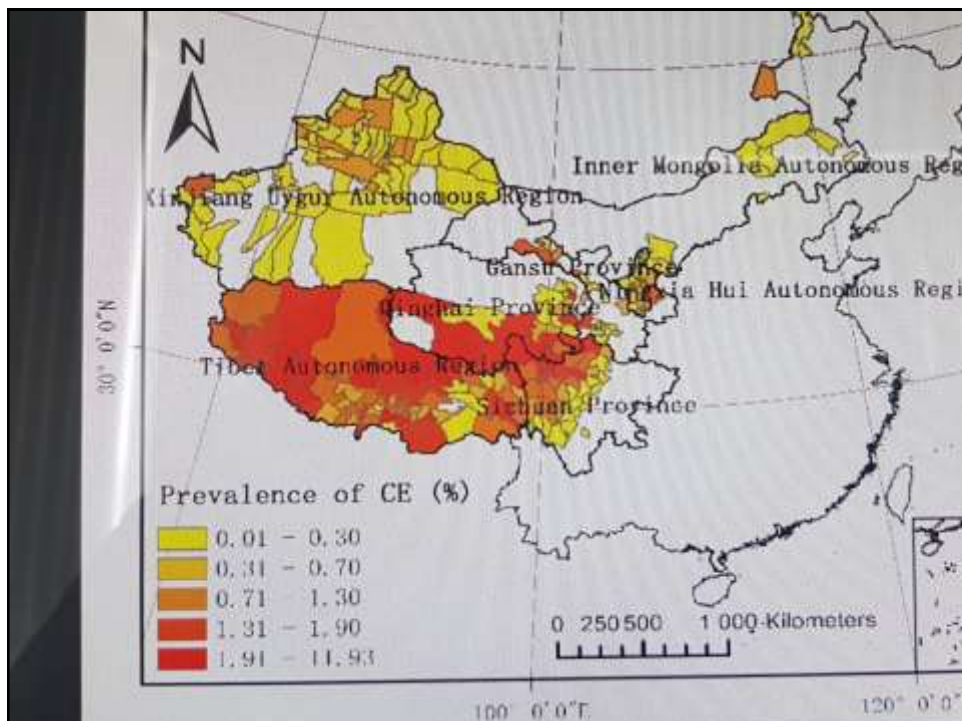 N
Inner Mongolia Autonomous Reg
Xinjiang Uygur Autonomous Region
Gansu Province
Ningxia Hui Autonomous Regi
Qinghai Province
30° 0'0"N
Tibet Autonomous Region
Sichuan Province
Prevalence of CE (%)
0.01 - 0.30
0.31 - 0.70
0.71 - 1.30
1.31 - 1.90
1.91 - 11.93
0 250 500 1 000 Kilometers
100° 0'0"E
120° 0'0"